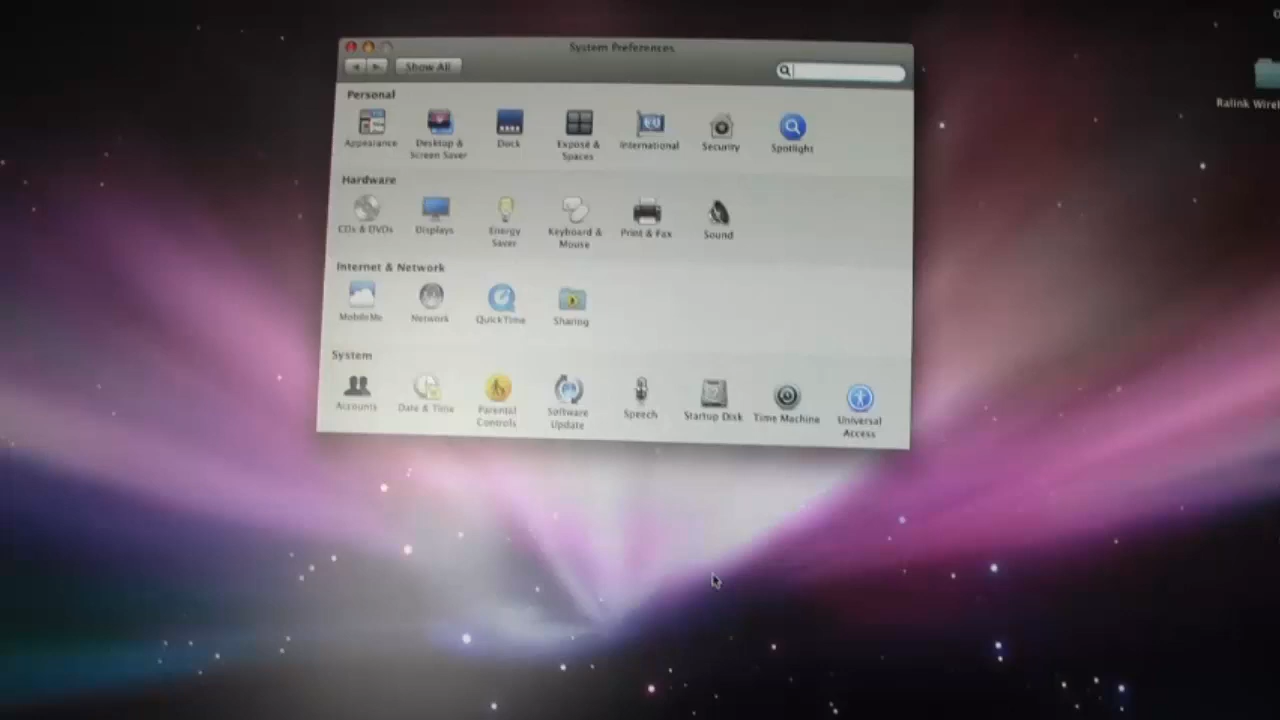 System Preferences
Show All
Personal
Appearance
Desktop &
Screen Saver
Dock
Exposé &
Spaces
International
Security
Spotlight
Hardware
CDs & DVDs
Displays
Energy
Saver
Keyboard &
Mouse
Print & Fax
Sound
Internet & Network
MobileMe
Network
QuickTime
Sharing
System
Accounts
Date & Time
Parental
Controls
Software
Update
Speech
Startup Disk
Time Machine
Universal
Access
Ralink Wirel